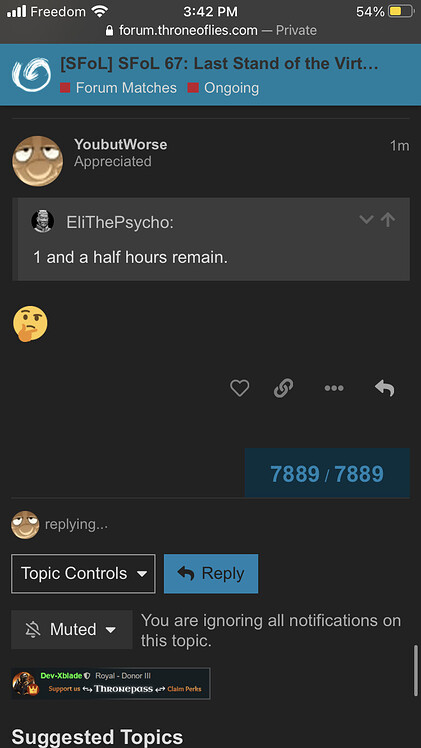 Freedom 3:42 PM 54%
forum.throneoflies.com — Private
[SFoL] SFoL 67: Last Stand of the Virt...
Forum Matches Ongoing
YoubutWorse 1m
Appreciated
EliThePsycho:
1 and a half hours remain.
7889 / 7889
replying...
Topic Controls Reply
Muted You are ignoring all notifications on
this topic.
Dev-Xblade Royal - Donor III
Support us Thronepass Claim Perks
Suggested Topics